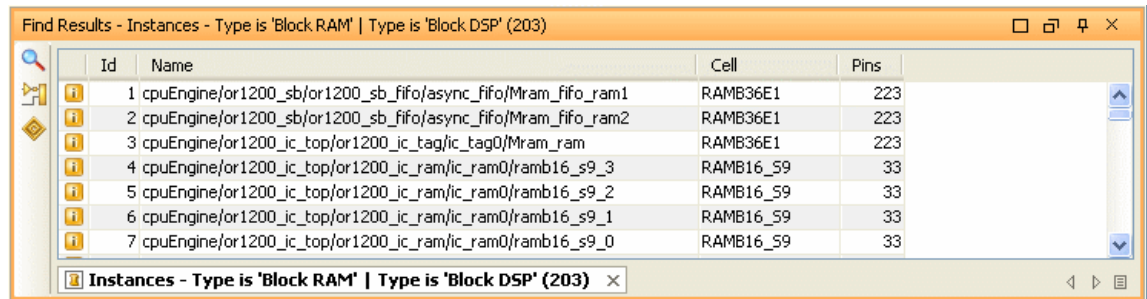 Find Results - Instances - Type is 'Block RAM' | Type is 'Block DSP' (203)
Id Name Cell Pins
1 cpuEngine/or1200_sb/or1200_sb_fifo/async_fifo/Mram_fifo_ram1 RAMB36E1 223
2 cpuEngine/or1200_sb/or1200_sb_fifo/async_fifo/Mram_fifo_ram2 RAMB36E1 223
3 cpuEngine/or1200_ic_top/or1200_ic_tag/ic_tag0/Mram_ram RAMB36E1 223
4 cpuEngine/or1200_ic_top/or1200_ic_ram/ic_ram0/ramb16_s9_3 RAMB16_S9 33
5 cpuEngine/or1200_ic_top/or1200_ic_ram/ic_ram0/ramb16_s9_2 RAMB16_S9 33
6 cpuEngine/or1200_ic_top/or1200_ic_ram/ic_ram0/ramb16_s9_1 RAMB16_S9 33
7 cpuEngine/or1200_ic_top/or1200_ic_ram/ic_ram0/ramb16_s9_0 RAMB16_S9 33
Instances - Type is 'Block RAM' | Type is 'Block DSP' (203)